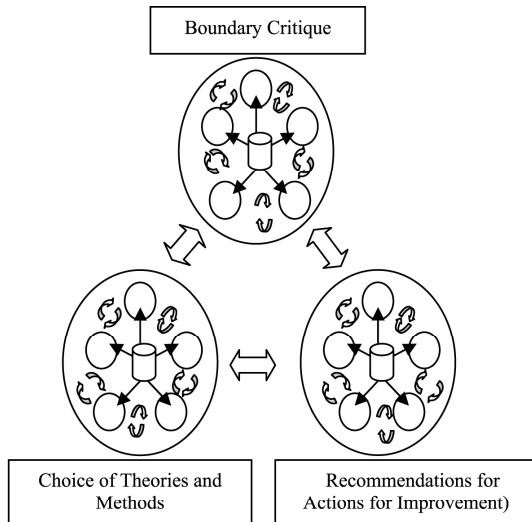 Boundary Critique
Choice of Theories and
Methods
Recommendations for
Actions for Improvement)